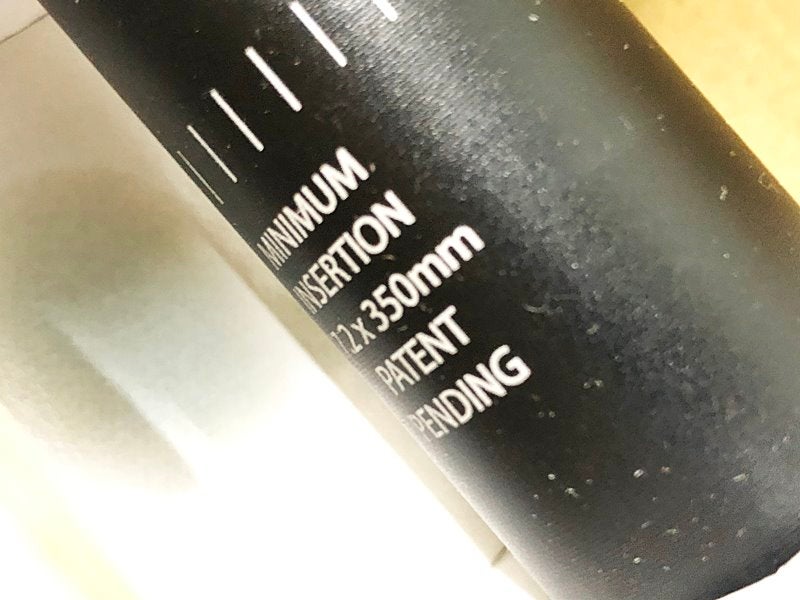 MINIMUM
INSERTION
x 350mm
PATENT
PENDING